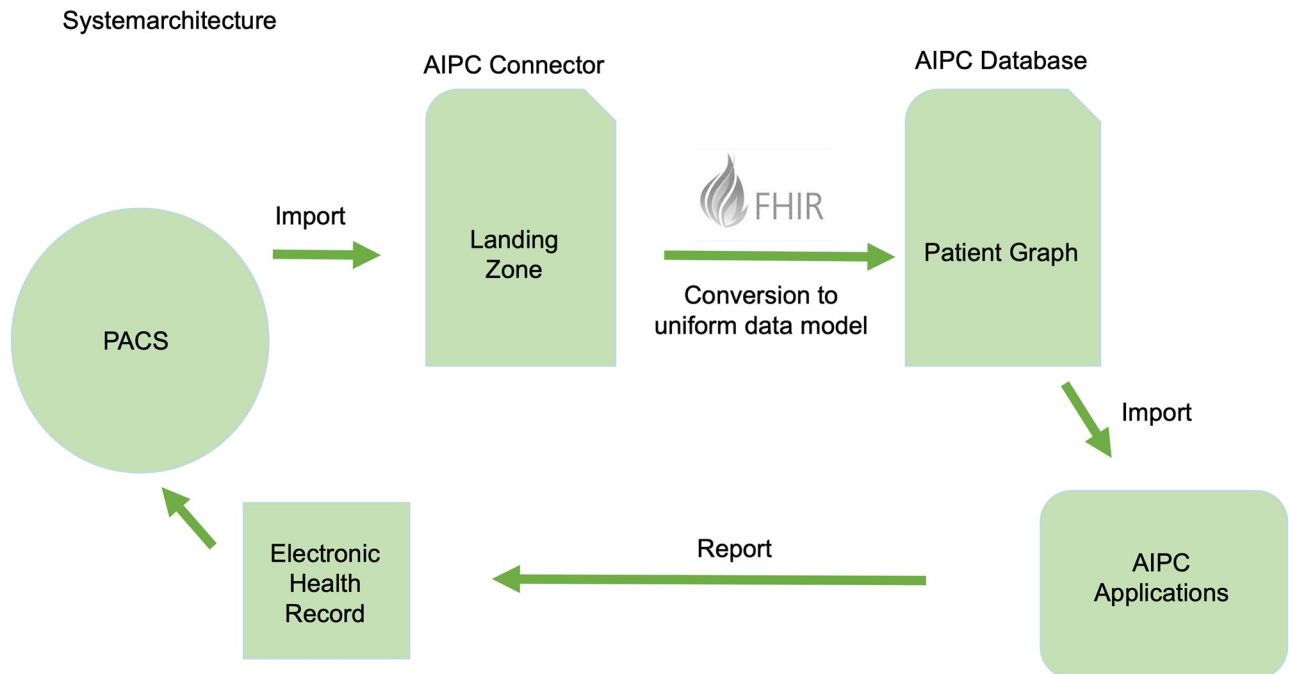 Systemarchitecture
AIPC Connector
AIPC Database
Import
Landing
Zone
FHIR
Conversion to
uniform data model
Patient Graph
PACS
Import
Electronic
Health
Record
Report
AIPC
Applications